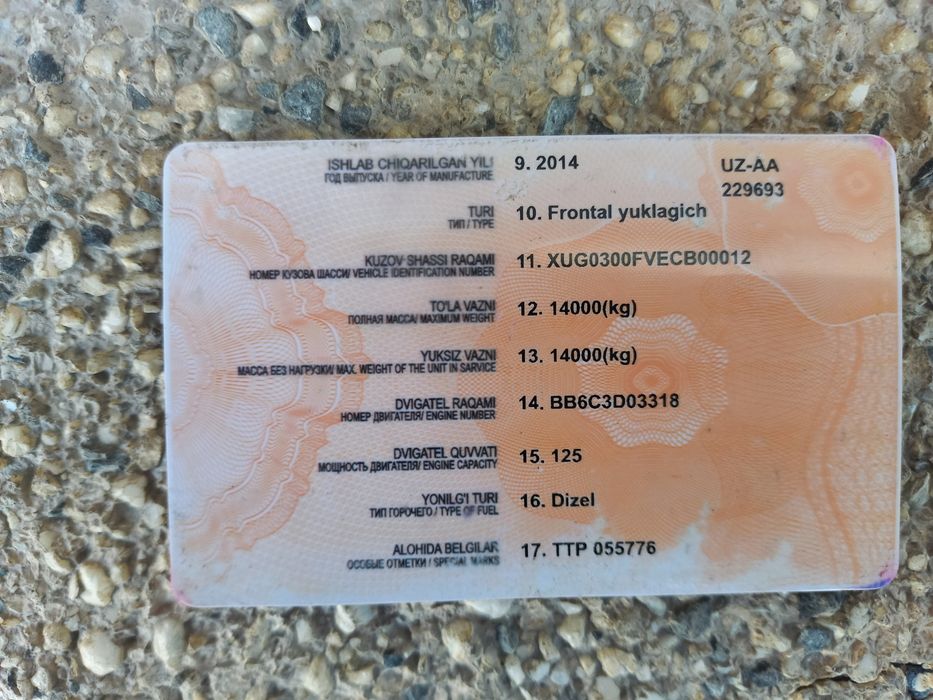 ISHLAB CHIQARILGAN YILI 9. 2014 UZ-AA
ГОД ВЫПУСКА / YEAR OF MANUFACTURE 229693
TURI 10. Frontal yuklagich
ТИП / TYPE
KUZOV SHASSI RAQAMI 11. XUG0300FVECB00012
НОМЕР КУЗОВА ШАССИ/ VEHICLE IDENTIFICATION NUMBER
TO'LA VAZNI 12. 14000(kg)
ПОЛНАЯ МАССА/ MAXIMUM WEIGHT
YUKSIZ VAZNI 13. 14000(kg)
МАССА БЕЗ НАГРУЗКИ/ MAX. WEIGHT OF THE UNIT IN SARVICE
DVIGATEL RAQAMI 14. BB6C3D03318
НОМЕР ДВИГАТЕЛЯ/ ENGINE NUMBER
DVIGATEL QUVVATI 15. 125
МОЩНОСТЬ ДВИГАТЕЛЯ/ ENGINE CAPACITY
YONILG'I TURI 16. Dizel
ТИП ГОРЮЧЕГО / TYPE OF FUEL
ALOHIDA BELGILAR 17. TTP 055776
ОСОБЫЕ ОТМЕТКИ / SPECIAL MARKS